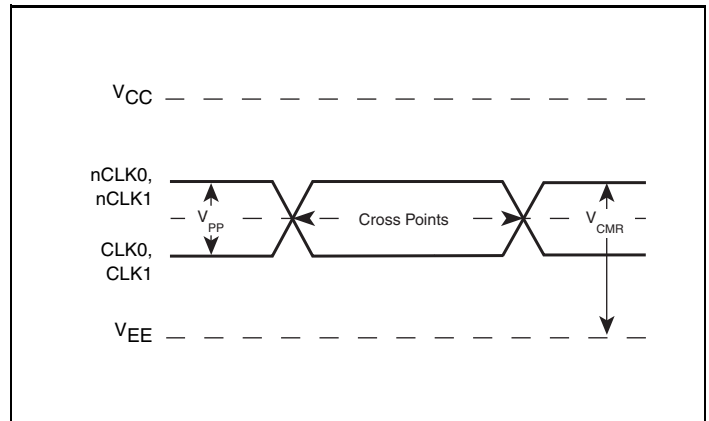 VCC
nCLK0,
nCLK1
VPP
Cross Points
VCMR
CLK0,
CLK1
VEE